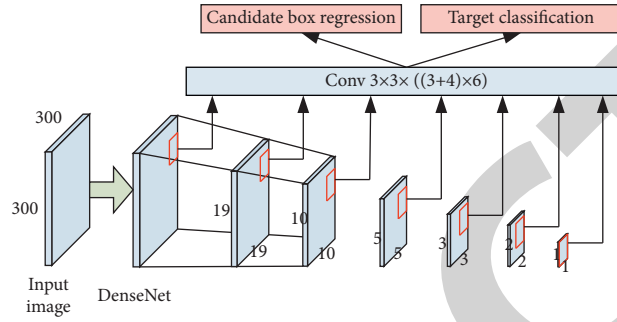 Candidate box regression
Target classification
Conv 3×3× ((3+4)×6)
300
300
19
19
10
10
5
5
3
3
2
2
1
1
Input
image
DenseNet